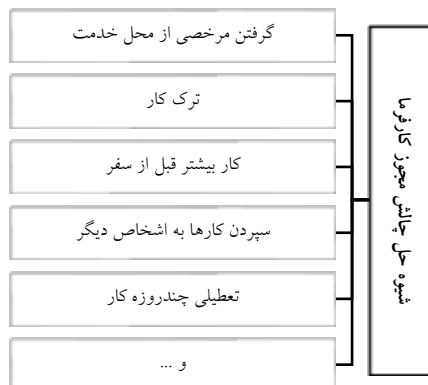 شیوه حل چالش مجوز کارفرما
گرفتن مرخصی از محل خدمت
ترک کار
کار بیشتر قبل از سفر
سپردن کارها به اشخاص دیگر
تعطیلی چندروزه کار
و ...